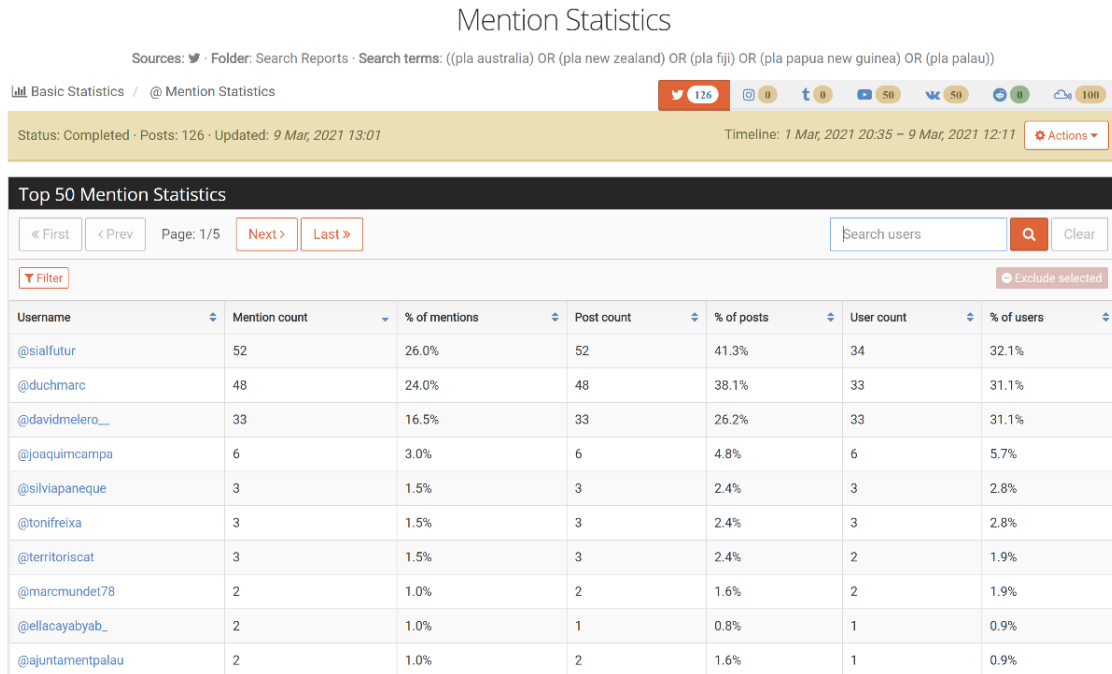 Mention Statistics
Sources: · Folder: Search Reports · Search terms: ((pla australia) OR (pla new zealand) OR (pla fiji) OR (pla papua new guinea) OR (pla palau))
Basic Statistics / @ Mention Statistics 126 0 0 50 50 0 100
Status: Completed · Posts: 126 · Updated: 9 Mar, 2021 13:01 Timeline: 1 Mar, 2021 20:35 – 9 Mar, 2021 12:11 Actions
Top 50 Mention Statistics
« First ‹ Prev Page: 1/5 Next › Last » Search users Clear
Filter Exclude selected
Username Mention count % of mentions Post count % of posts User count % of users
@sialfutur 52 26.0% 52 41.3% 34 32.1%
@duchmarc 48 24.0% 48 38.1% 33 31.1%
@davidmelero__ 33 16.5% 33 26.2% 33 31.1%
@joaquimcampa 6 3.0% 6 4.8% 6 5.7%
@silviapaneque 3 1.5% 3 2.4% 3 2.8%
@tonifreixa 3 1.5% 3 2.4% 3 2.8%
@territoriscat 3 1.5% 3 2.4% 2 1.9%
@marcmundet78 2 1.0% 2 1.6% 2 1.9%
@ellacayabyab_ 2 1.0% 1 0.8% 1 0.9%
@ajuntamentpalau 2 1.0% 2 1.6% 1 0.9%